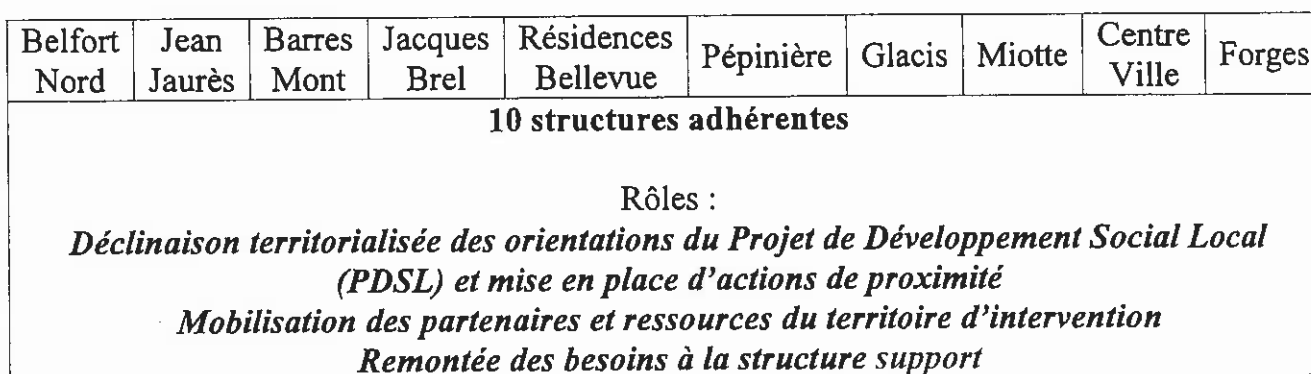 Belfort Nord | Jean Jaurès | Barres Mont | Jacques Brel | Résidences Bellevue | Pépinière | Glacis | Miotte | Centre Ville | Forges
10 structures adhérentes
Rôles :
Déclinaison territorialisée des orientations du Projet de Développement Social Local
(PDSL) et mise en place d'actions de proximité
Mobilisation des partenaires et ressources du territoire d'intervention
Remontée des besoins à la structure support